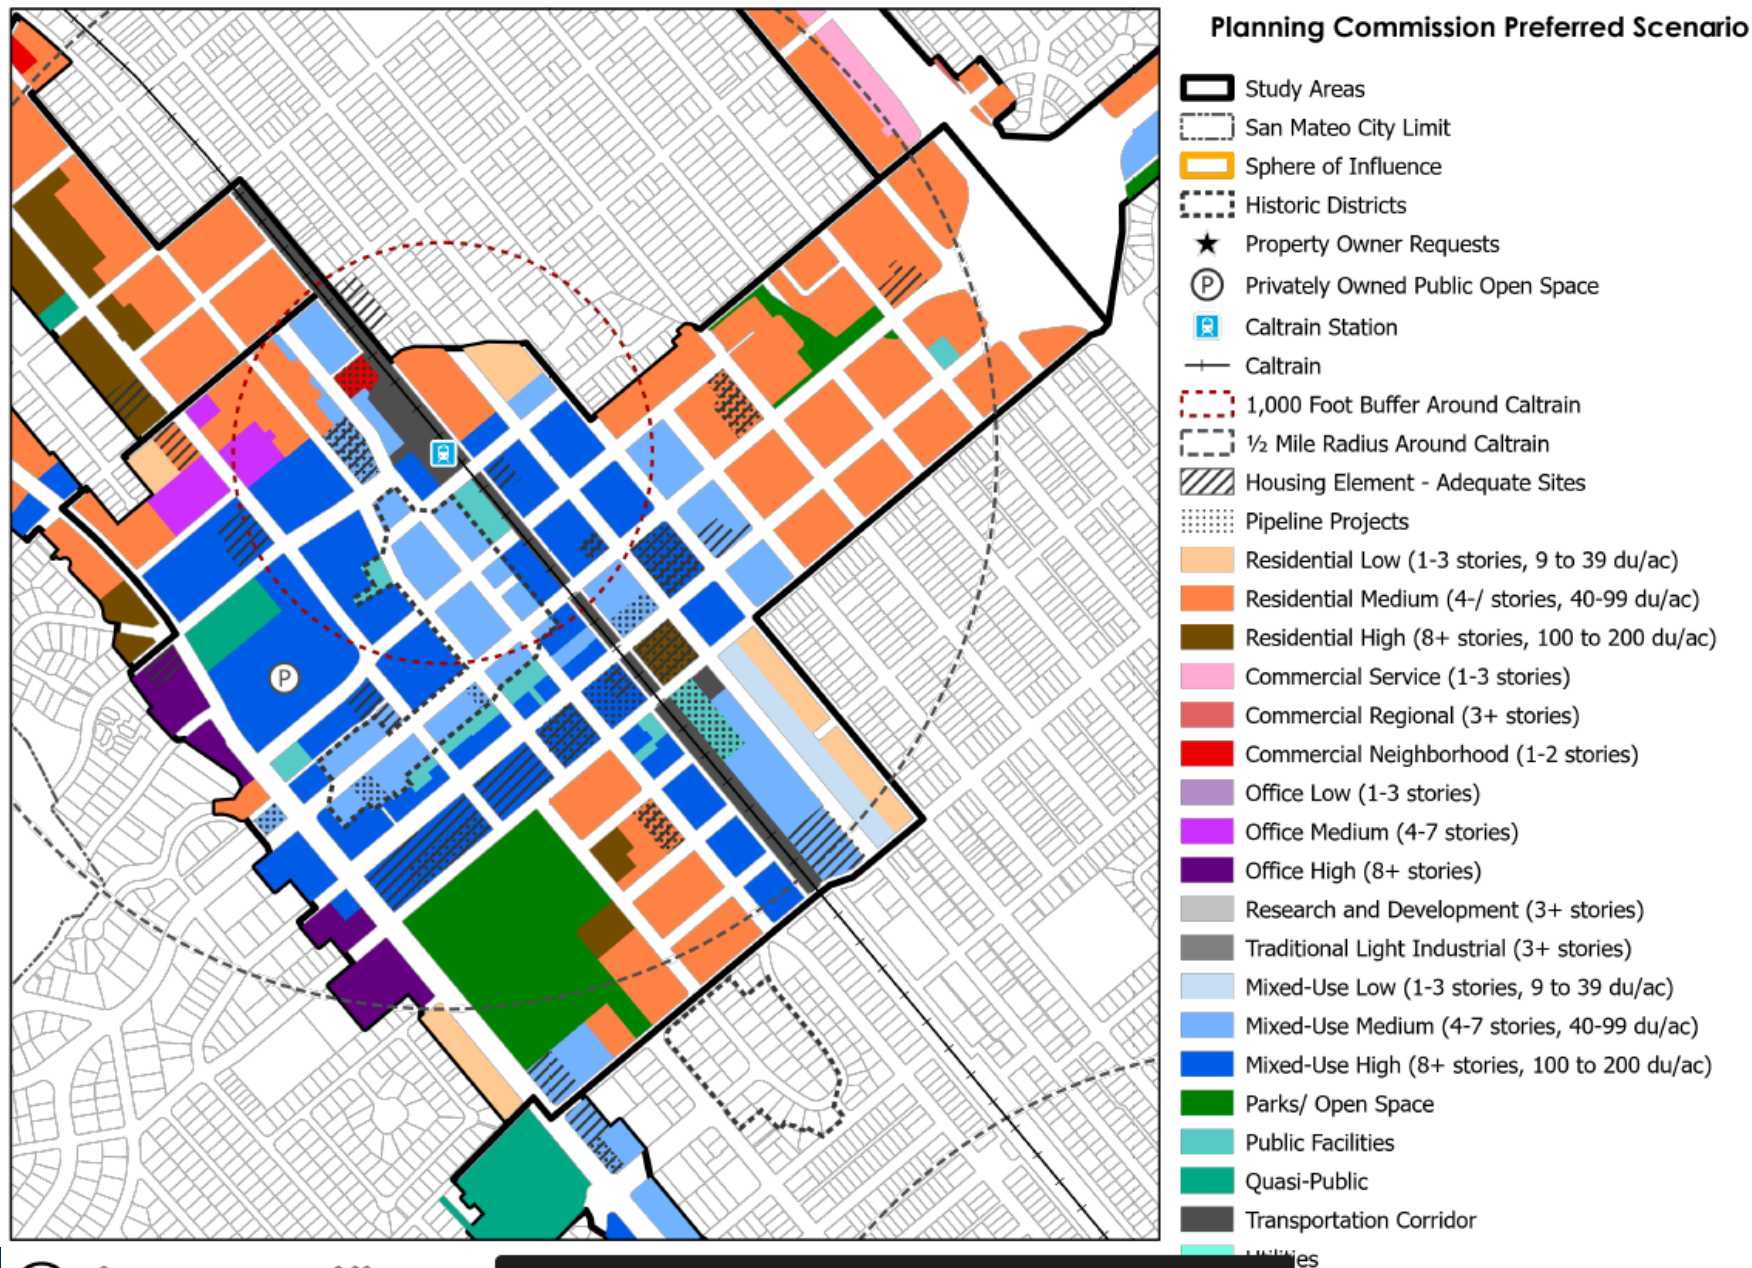 Planning Commission Preferred Scenario
Study Areas
San Mateo City Limit
Sphere of Influence
Historic Districts
Property Owner Requests
P Privately Owned Public Open Space
Caltrain Station
Caltrain
1,000 Foot Buffer Around Caltrain
½ Mile Radius Around Caltrain
Housing Element - Adequate Sites
Pipeline Projects
Residential Low (1-3 stories, 9 to 39 du/ac)
Residential Medium (4-/ stories, 40-99 du/ac)
Residential High (8+ stories, 100 to 200 du/ac)
Commercial Service (1-3 stories)
Commercial Regional (3+ stories)
Commercial Neighborhood (1-2 stories)
Office Low (1-3 stories)
Office Medium (4-7 stories)
Office High (8+ stories)
Research and Development (3+ stories)
Traditional Light Industrial (3+ stories)
Mixed-Use Low (1-3 stories, 9 to 39 du/ac)
Mixed-Use Medium (4-7 stories, 40-99 du/ac)
Mixed-Use High (8+ stories, 100 to 200 du/ac)
Parks/ Open Space
Public Facilities
Quasi-Public
Transportation Corridor
Utilities
P